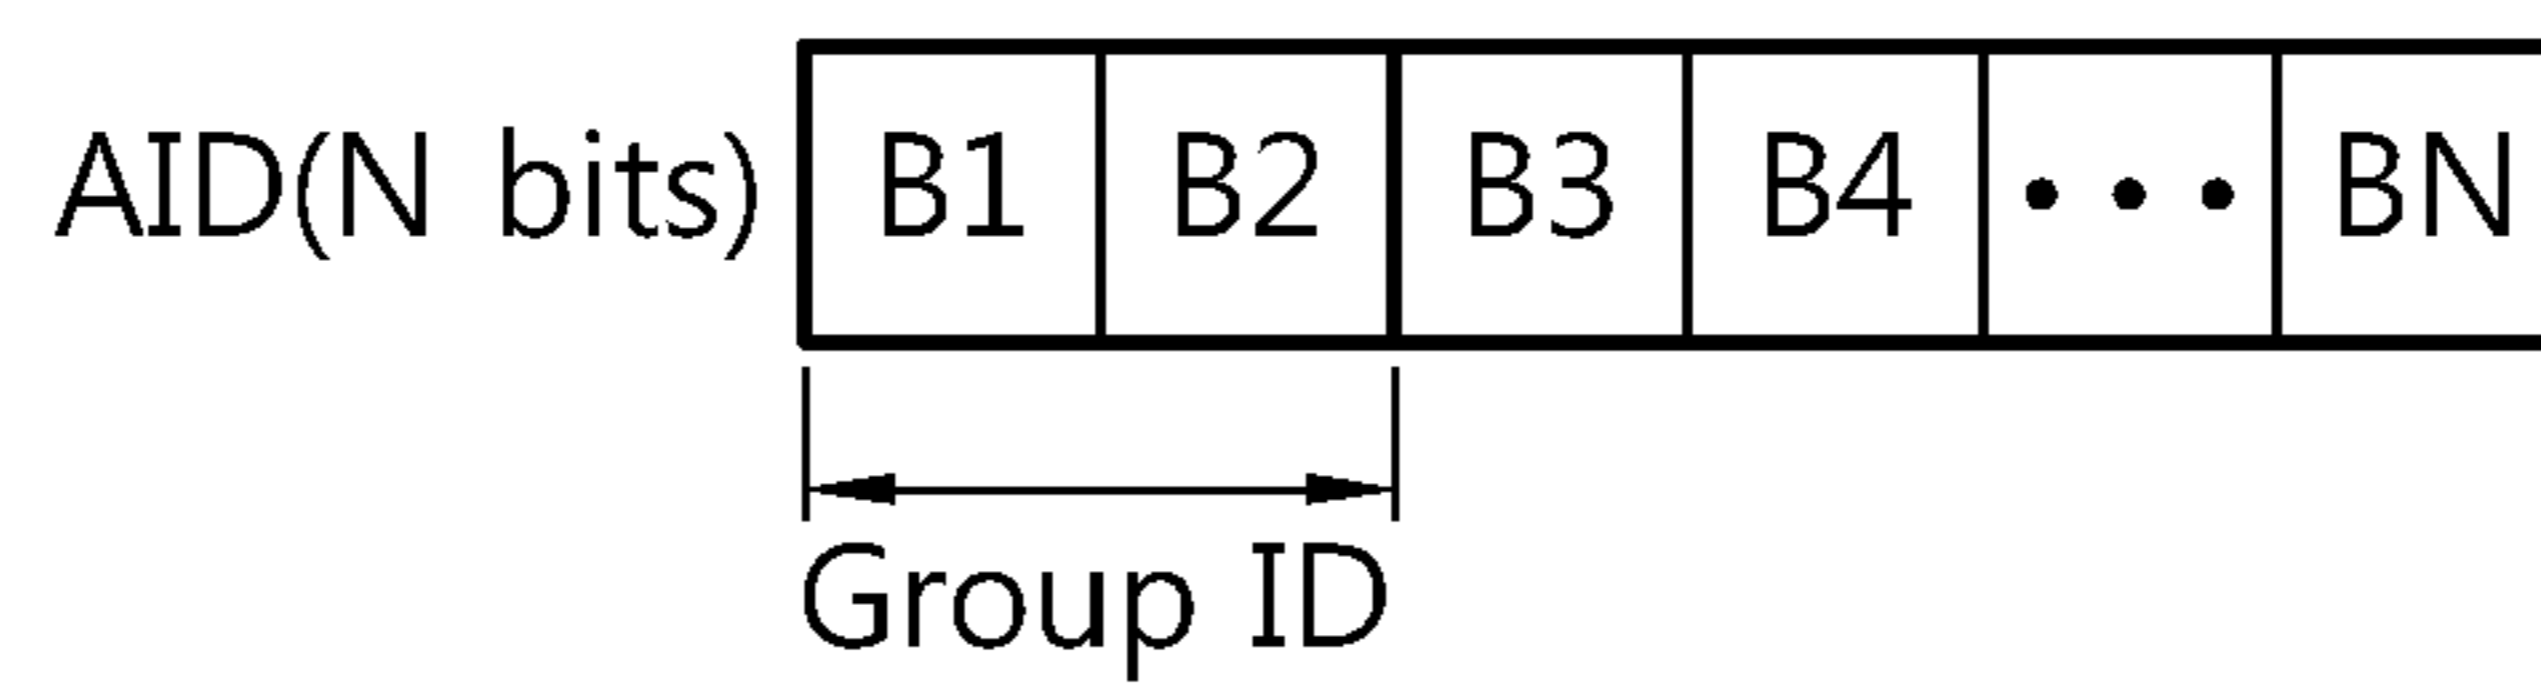 AID(N bits) B1 B2 B3 B4 • • • BN
Group ID